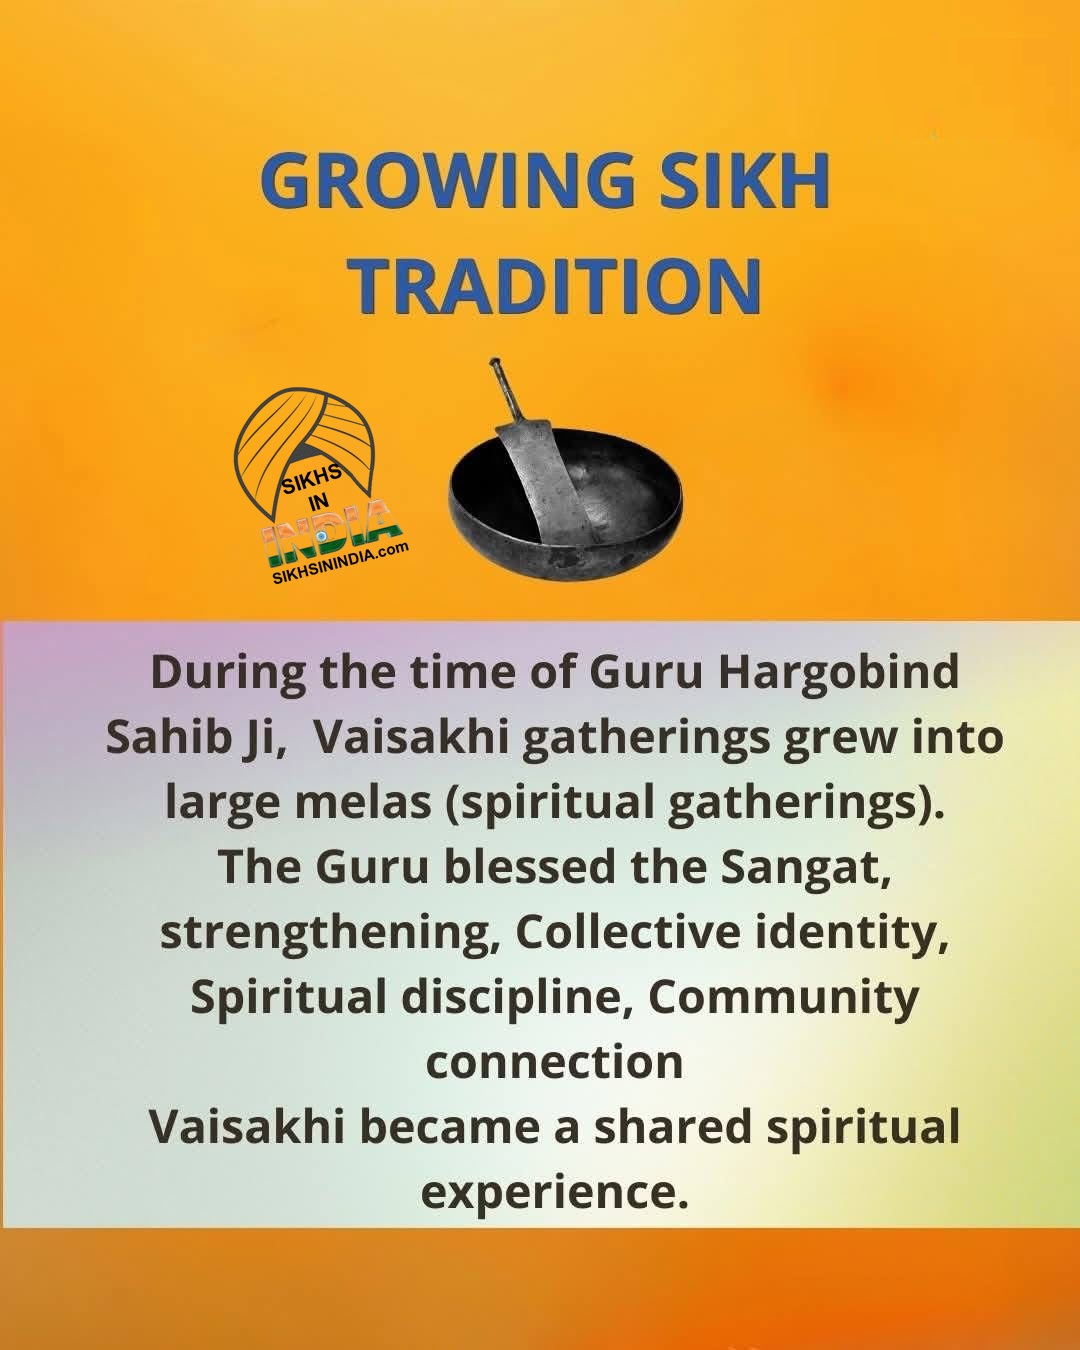 GROWING SIKH
TRADITION
SIKHS
IN
INDIA
SIKHSININDIA.com
During the time of Guru Hargobind
Sahib Ji,  Vaisakhi gatherings grew into
large melas (spiritual gatherings).
The Guru blessed the Sangat,
strengthening, Collective identity,
Spiritual discipline, Community
connection
Vaisakhi became a shared spiritual
experience.